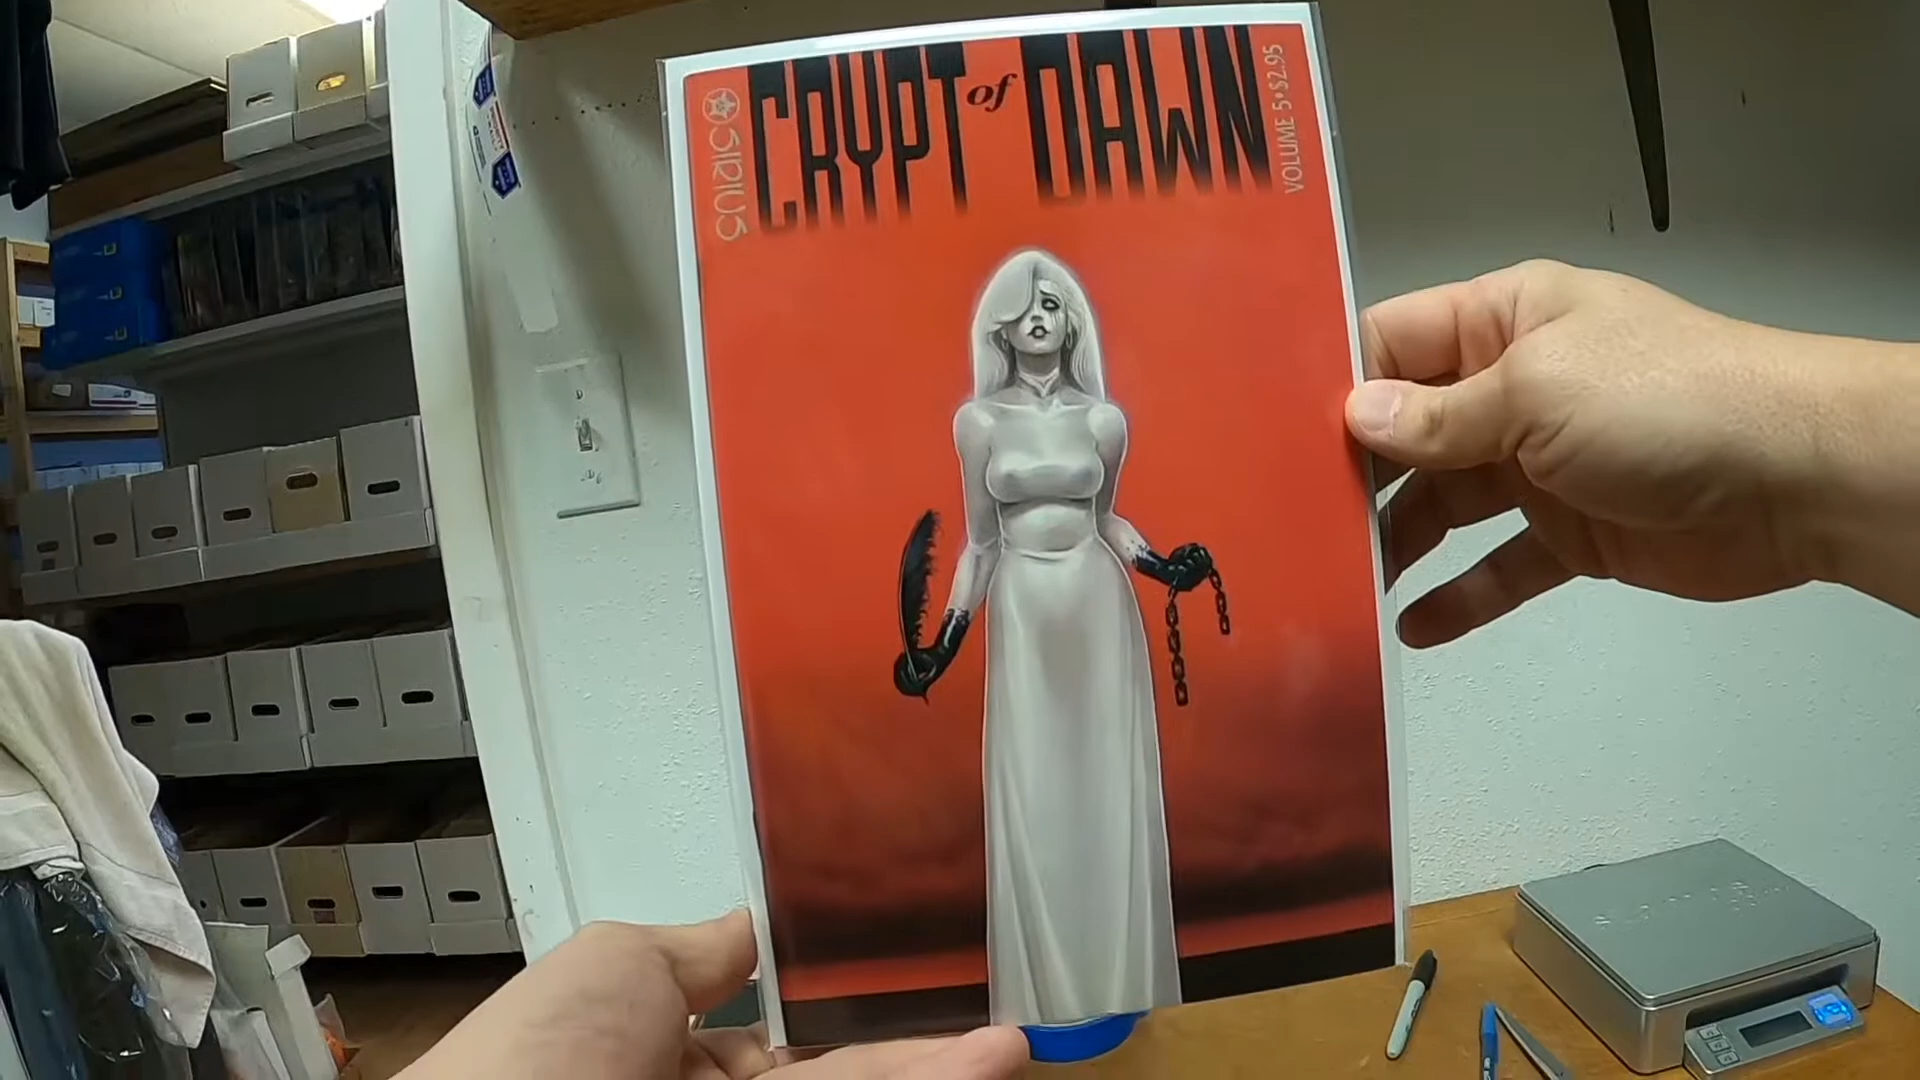 CRYPT of DAWN
SIRIUS
VOLUME 5 • $2.95